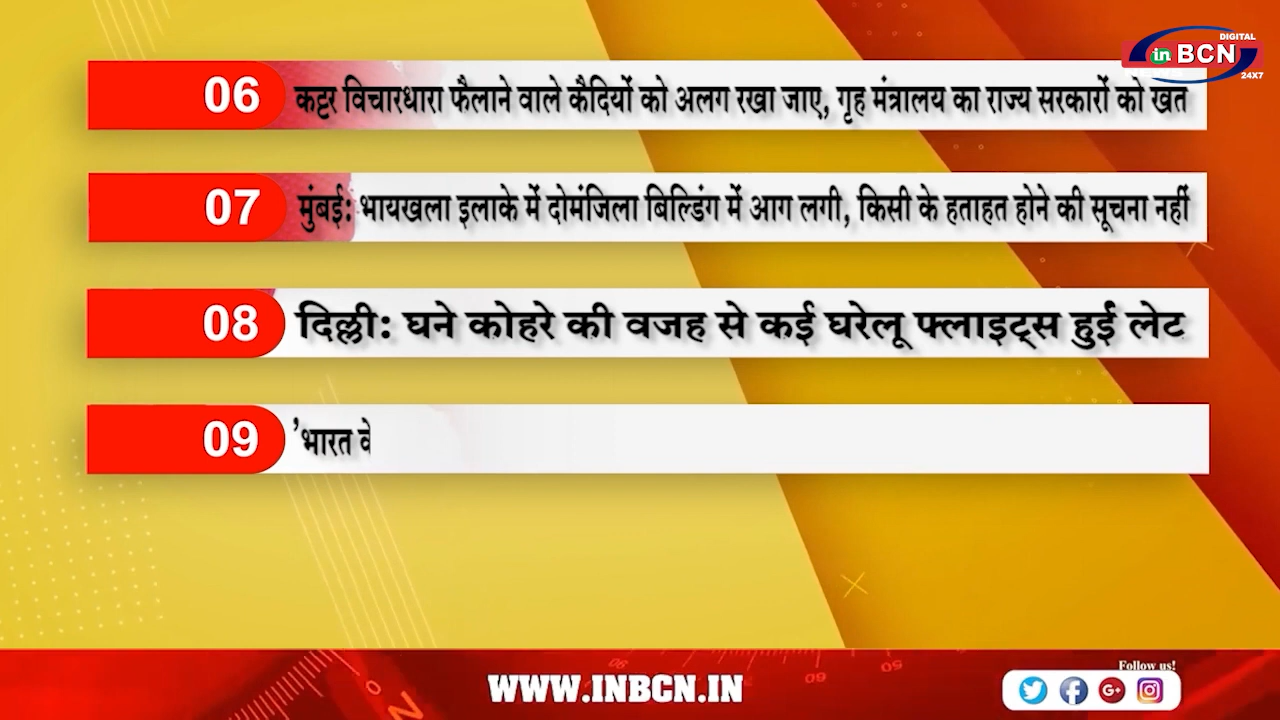 DIGITAL
in BCN
24X7
06 कट्टर विचारधारा फैलाने वाले कैदियों को अलग रखा जाए, गृह मंत्रालय का राज्य सरकारों को खत
07 मुंबई: भायखला इलाके में दोमंजिला बिल्डिंग में आग लगी, किसी के हताहत होने की सूचना नहीं
08 दिल्ली: घने कोहरे की वजह से कई घरेलू फ्लाइट्स हुईं लेट
09 'भारत वे
WWW.INBCN.IN
Follow us!